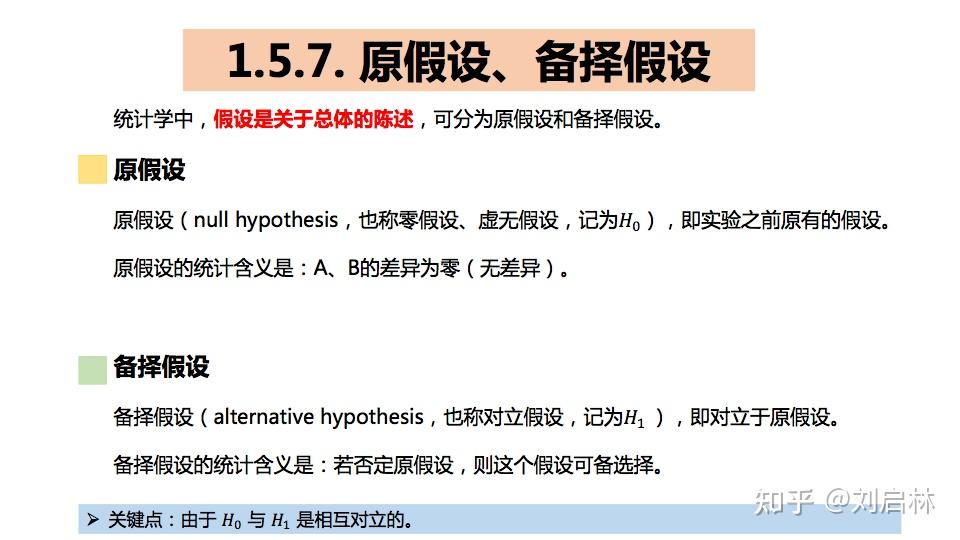 1.5.7. 原假设、备择假设
统计学中，假设是关于总体的陈述，可分为原假设和备择假设。
原假设
原假设（null hypothesis，也称零假设、虚无假设，记为H₀），即实验之前原有的假设。
原假设的统计含义是：A、B的差异为零（无差异）。
备择假设
备择假设（alternative hypothesis，也称对立假设，记为H₁ ），即对立于原假设。
备择假设的统计含义是：若否定原假设，则这个假设可备选择。
➢ 关键点：由于 H₀ 与 H₁ 是相互对立的。
知乎 @刘启林